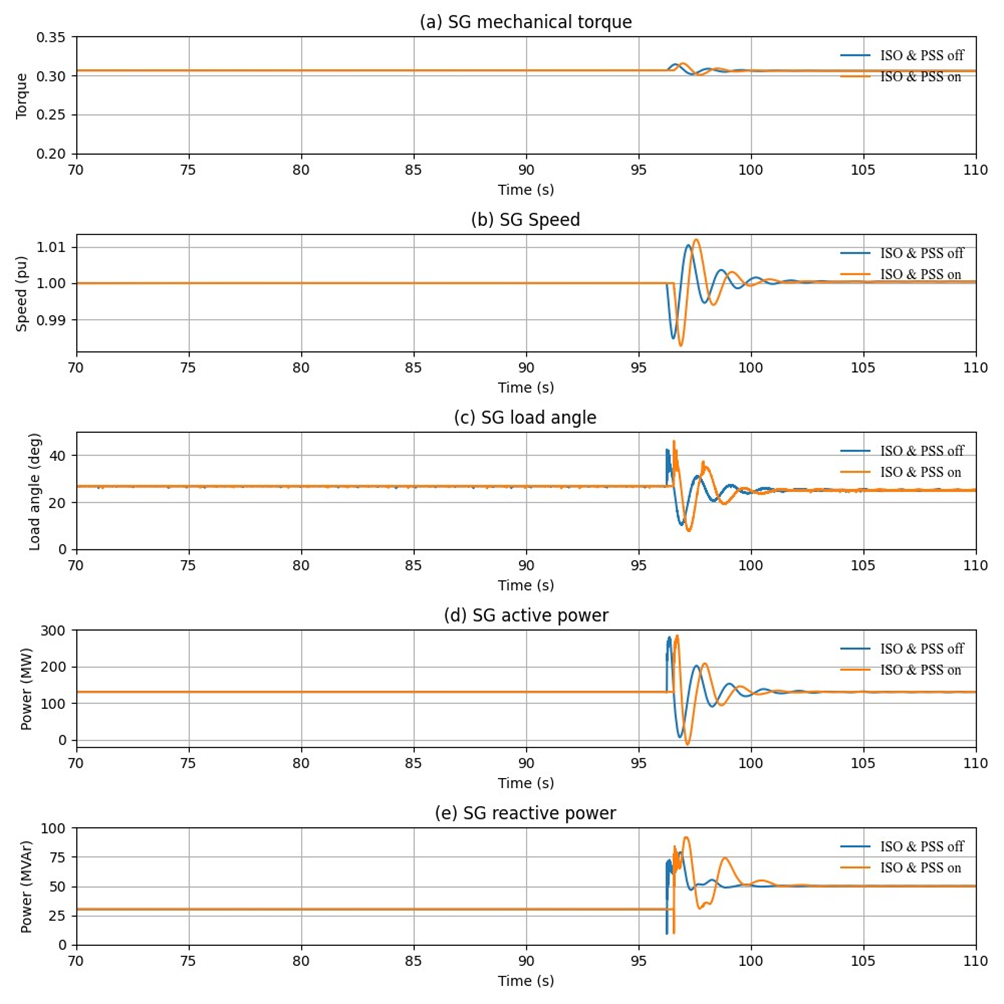 (a) SG mechanical torque
0.35
0.30
0.25
0.20
Torque
ISO & PSS off
ISO & PSS on
70 75 80 85 90 95 100 105 110
Time (s)
(b) SG Speed
1.01
1.00
0.99
Speed (pu)
ISO & PSS off
ISO & PSS on
70 75 80 85 90 95 100 105 110
Time (s)
(c) SG load angle
40
20
0
Load angle (deg)
ISO & PSS off
ISO & PSS on
70 75 80 85 90 95 100 105 110
Time (s)
(d) SG active power
300
200
100
0
Power (MW)
ISO & PSS off
ISO & PSS on
70 75 80 85 90 95 100 105 110
Time (s)
(e) SG reactive power
100
75
50
25
0
Power (MVAr)
ISO & PSS off
ISO & PSS on
70 75 80 85 90 95 100 105 110
Time (s)